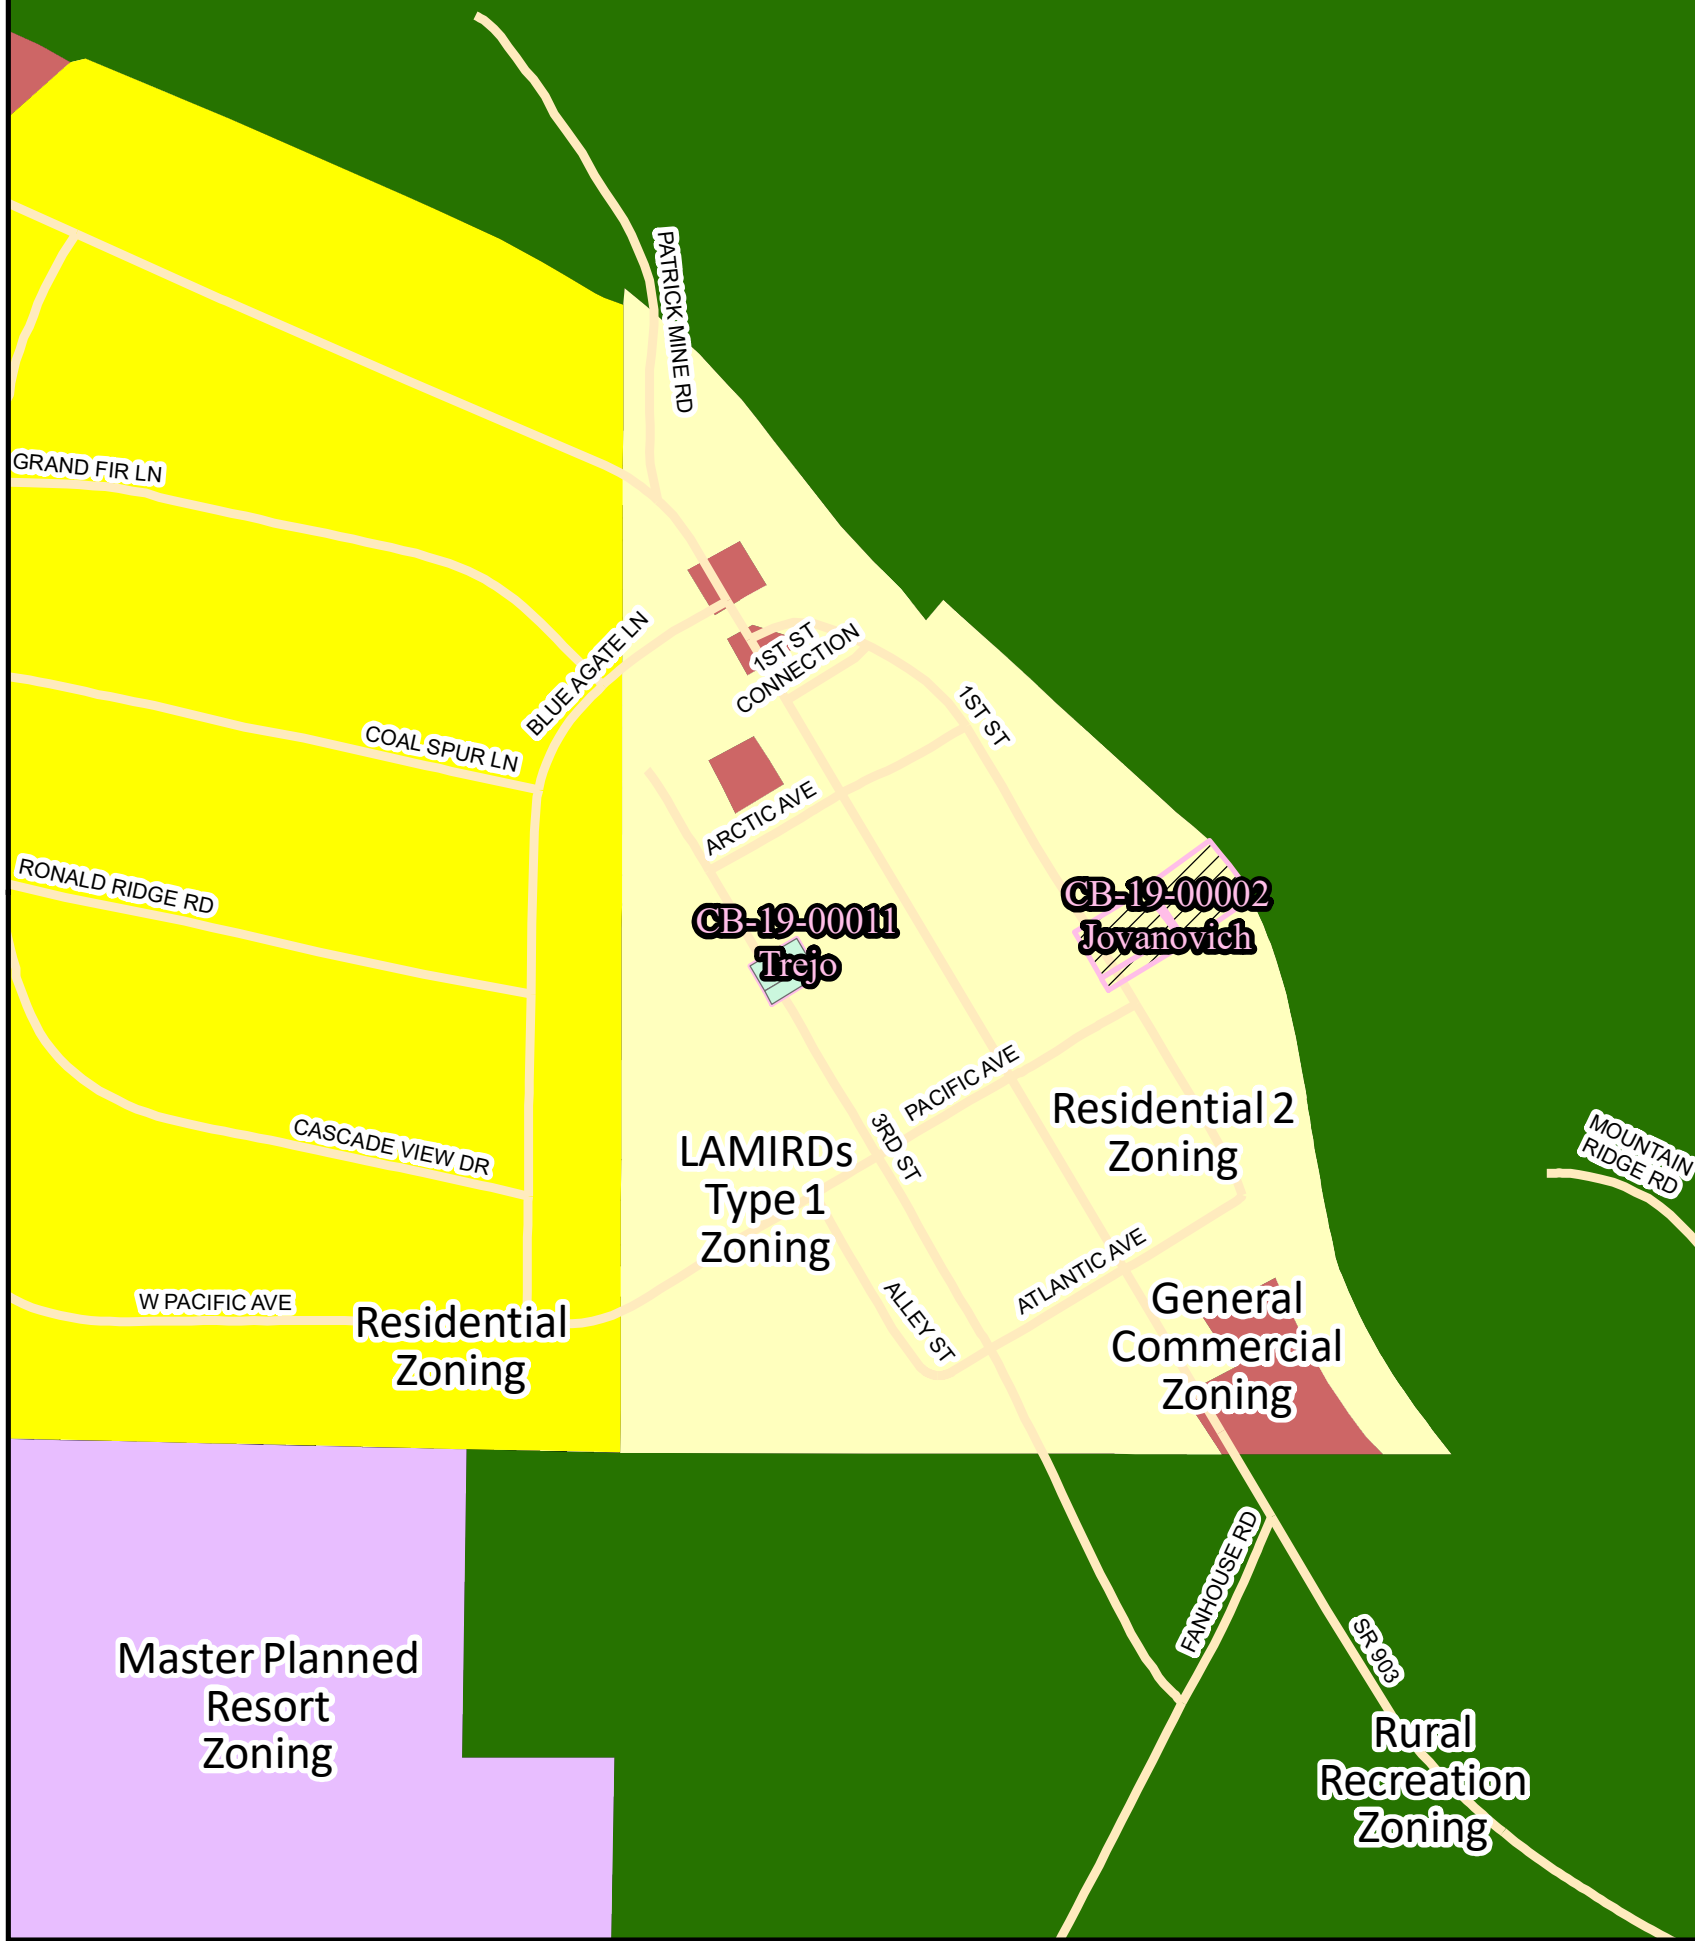 PATRICK MINE RD
GRAND FIR LN
BLUE AGATE LN
1ST ST
CONNECTION
1ST ST
COAL SPUR LN
ARCTIC AVE
RONALD RIDGE RD
CB-19-00011
Trejo
CB-19-00002
Jovanovich
PACIFIC AVE
3RD ST
CASCADE VIEW DR
LAMIRDs
Type 1
Zoning
Residential 2
Zoning
MOUNTAIN
RIDGE RD
ATLANTIC AVE
ALLEY ST
W PACIFIC AVE
Residential
Zoning
General
Commercial
Zoning
FANHOUSE RD
SR 903
Master Planned
Resort
Zoning
Rural
Recreation
Zoning